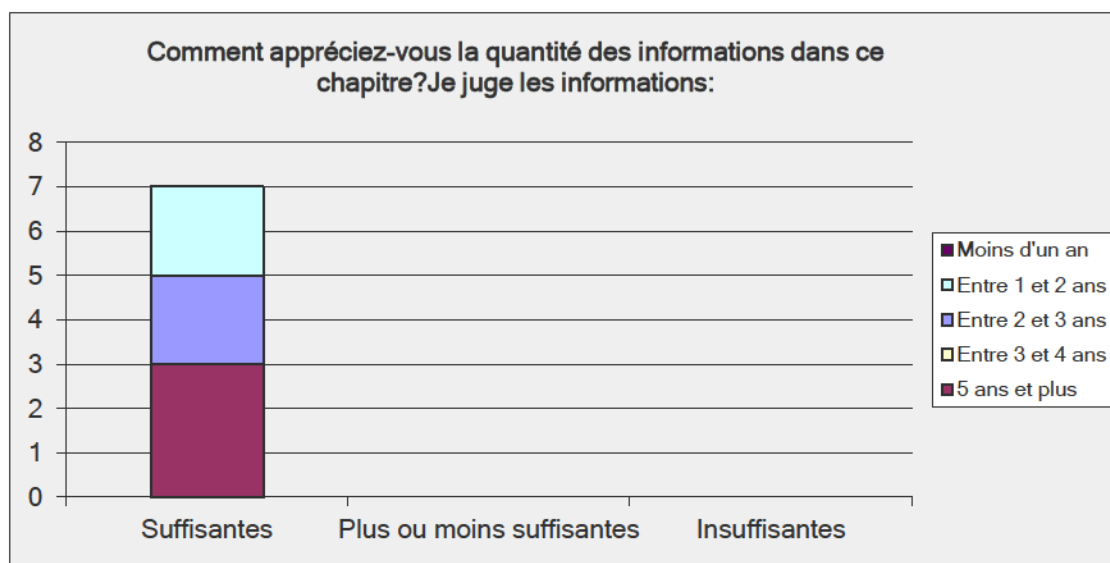 Comment appréciez-vous la quantité des informations dans ce
chapitre?Je juge les informations:
8
7
6
5
4
3
2
1
0
Suffisantes
Plus ou moins suffisantes
Insuffisantes
Moins d'un an
Entre 1 et 2 ans
Entre 2 et 3 ans
Entre 3 et 4 ans
5 ans et plus